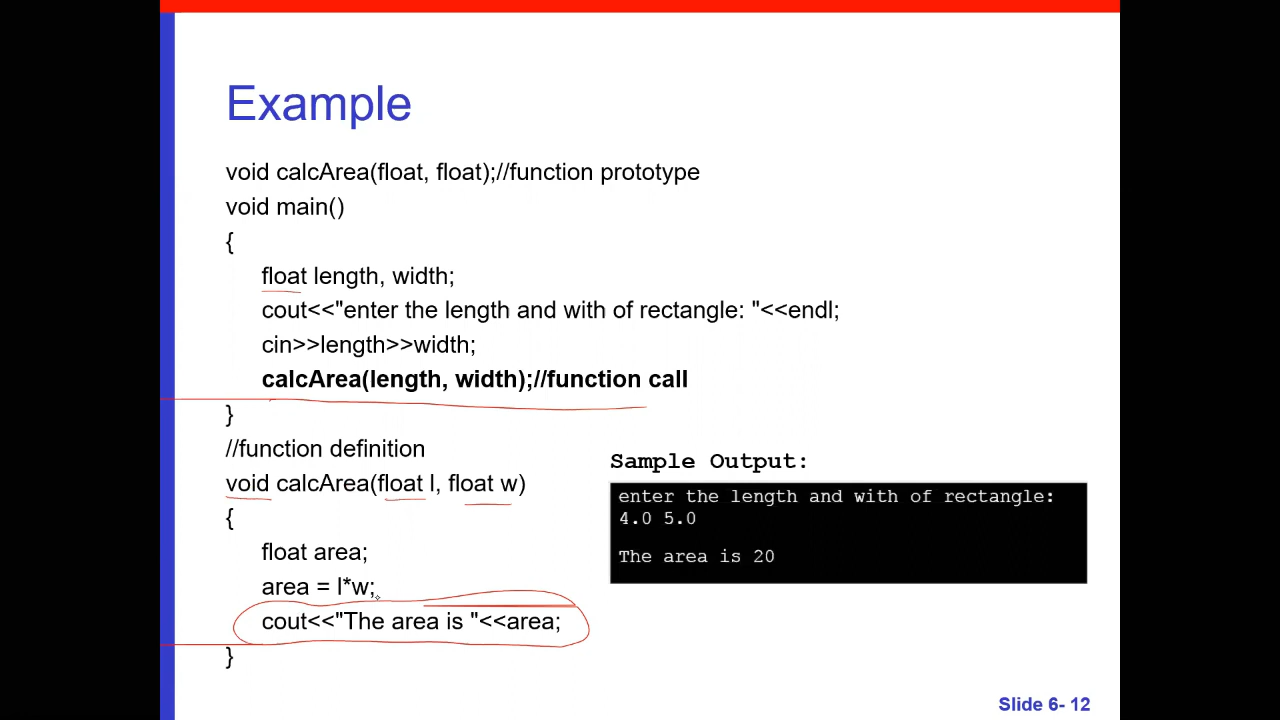 Example
void calcArea(float, float);//function prototype
void main()
{
float length, width;
cout<<"enter the length and with of rectangle: "<<endl;
cin>>length>>width;
calcArea(length, width);//function call
}
//function definition
void calcArea(float l, float w)
{
float area;
area = l*w;
cout<<"The area is "<<area;
}
Sample Output:
enter the length and with of rectangle:
4.0 5.0
The area is 20
Slide 6- 12